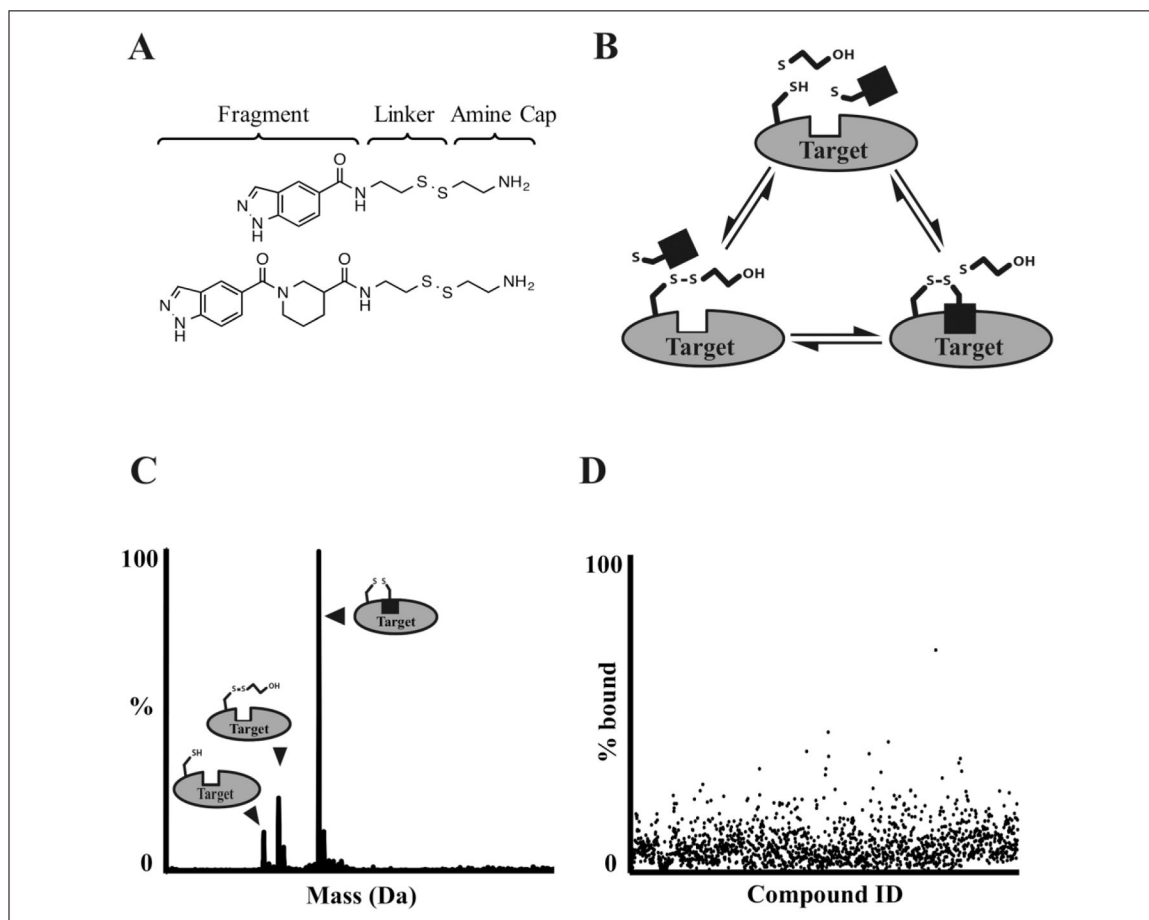 A
Fragment Linker Amine Cap
O
N
H
S
S
NH2
N
N
H
O
N
O
N
H
S
S
NH2
N
N
H
B
S OH
SH S
Target
S
S-S OH
Target
S OH
S-S
Target
C
100
%
0
Mass (Da)
S S
Target
S-S OH
Target
SH
Target
D
100
% bound
0
Compound ID